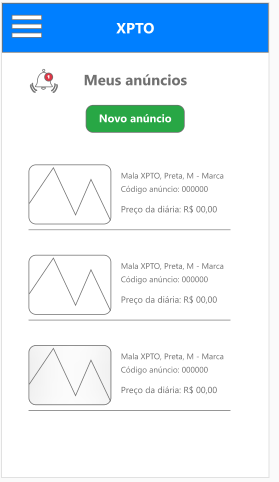 XPTO
1
Meus anúncios
Novo anúncio
Mala XPTO, Preta, M - Marca
Código anúncio: 000000
Preço da diária: R$ 00,00
Mala XPTO, Preta, M - Marca
Código anúncio: 000000
Preço da diária: R$ 00,00
Mala XPTO, Preta, M - Marca
Código anúncio: 000000
Preço da diária: R$ 00,00